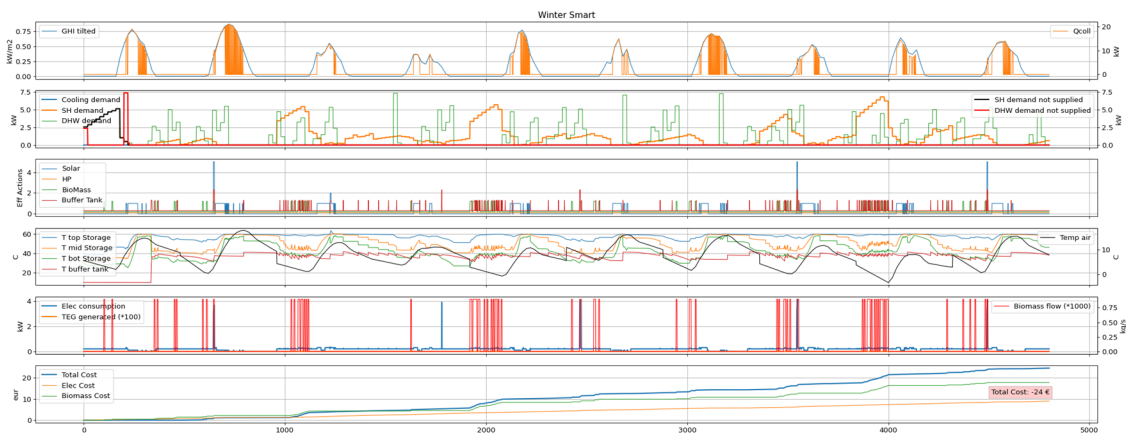 Winter Smart
GHI tilted
Qcoll
kW/m2
0.75
0.50
0.25
0.00
20
10
0
kW
Cooling demand
SH demand
DHW demand
SH demand not supplied
DHW demand not supplied
7.5
5.0
2.5
0.0
7.5
5.0
2.5
0.0
kW
kW
Solar
HP
BioMass
Buffer Tank
Eff Actions
4
2
0
T top Storage
T mid Storage
T bot Storage
T buffer tank
Temp air
C
60
40
20
10
0
C
Elec consumption
TEG generated (*100)
Biomass flow (*1000)
kW
4
2
0
0.75
0.50
0.25
0.00
kg/s
Total Cost
Elec Cost
Biomass Cost
Total Cost: -24 €
eur
20
10
0
0 1000 2000 3000 4000 5000